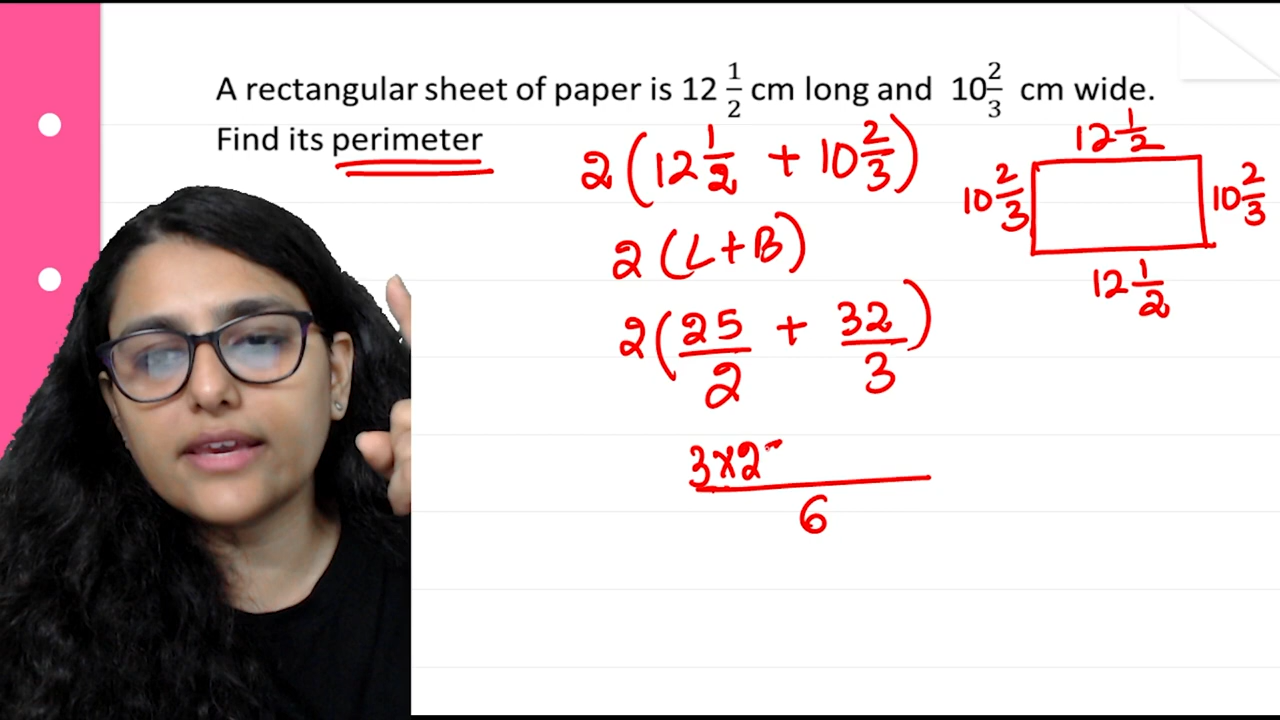 A rectangular sheet of paper is 12 1/2 cm long and 10 2/3 cm wide.
Find its perimeter
2 ( 12 1/2 + 10 2/3 )
2 ( L + B )
2 ( 25/2 + 32/3 )
3 × 2
6
12 1/2
10 2/3
10 2/3
12 1/2